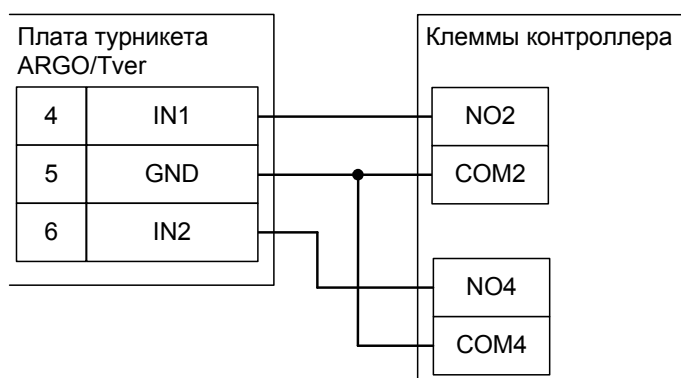 Плата турникета
ARGO/Tver
Клеммы контроллера
4 IN1
5 GND
6 IN2
NO2
COM2
NO4
COM4